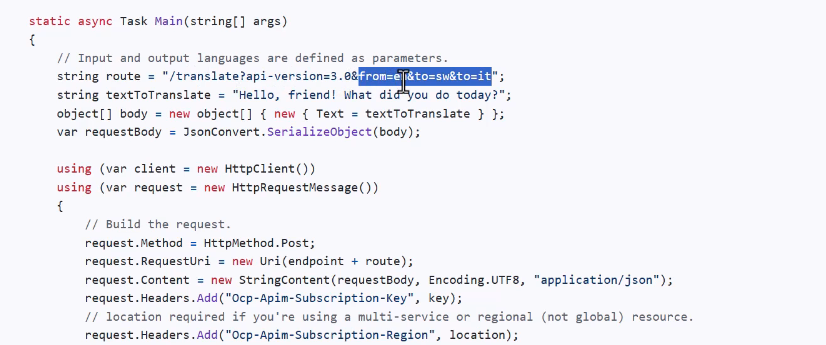 static async Task Main(string[] args)
{
// Input and output languages are defined as parameters.
string route = "/translate?api-version=3.0&from=en&to=sw&to=it";
string textToTranslate = "Hello, friend! What did you do today?";
object[] body = new object[] { new { Text = textToTranslate } };
var requestBody = JsonConvert.SerializeObject(body);
using (var client = new HttpClient())
using (var request = new HttpRequestMessage())
{
// Build the request.
request.Method = HttpMethod.Post;
request.RequestUri = new Uri(endpoint + route);
request.Content = new StringContent(requestBody, Encoding.UTF8, "application/json");
request.Headers.Add("Ocp-Apim-Subscription-Key", key);
// location required if you're using a multi-service or regional (not global) resource.
request.Headers.Add("Ocp-Apim-Subscription-Region", location);